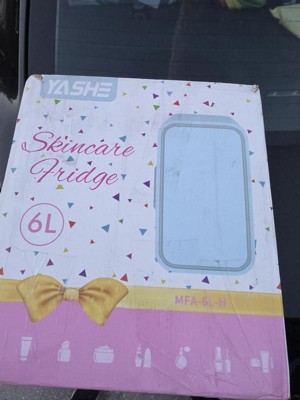 YASHE
Skincare
Fridge
6L
MFA-6L-H